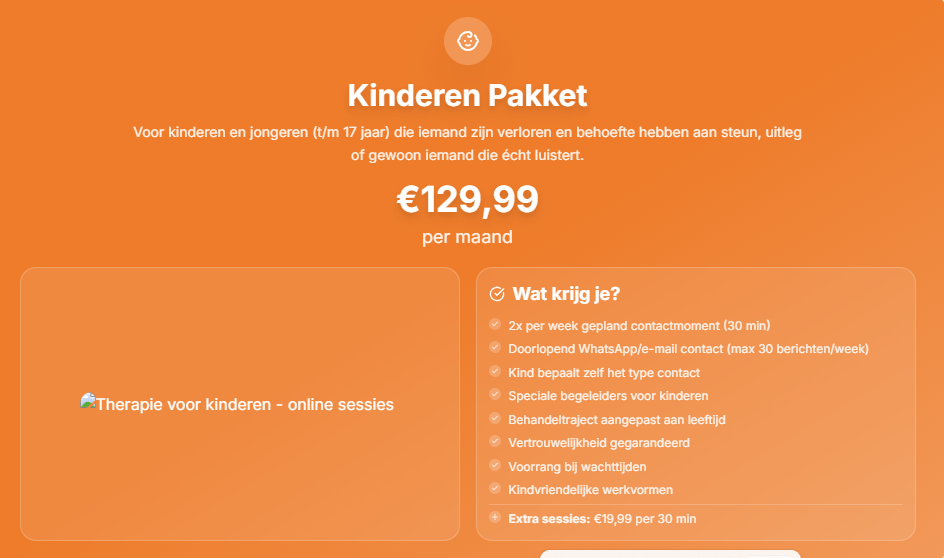 Kinderen Pakket
Voor kinderen en jongeren (t/m 17 jaar) die iemand zijn verloren en behoefte hebben aan steun, uitleg
of gewoon iemand die écht luistert.
€129,99
per maand
Therapie voor kinderen - online sessies
Wat krijg je?
2x per week gepland contactmoment (30 min)
Doorlopend WhatsApp/e-mail contact (max 30 berichten/week)
Kind bepaalt zelf het type contact
Speciale begeleiders voor kinderen
Behandeltraject aangepast aan leeftijd
Vertrouwelijkheid gegarandeerd
Voorrang bij wachttijden
Kindvriendelijke werkvormen
Extra sessies: €19,99 per 30 min